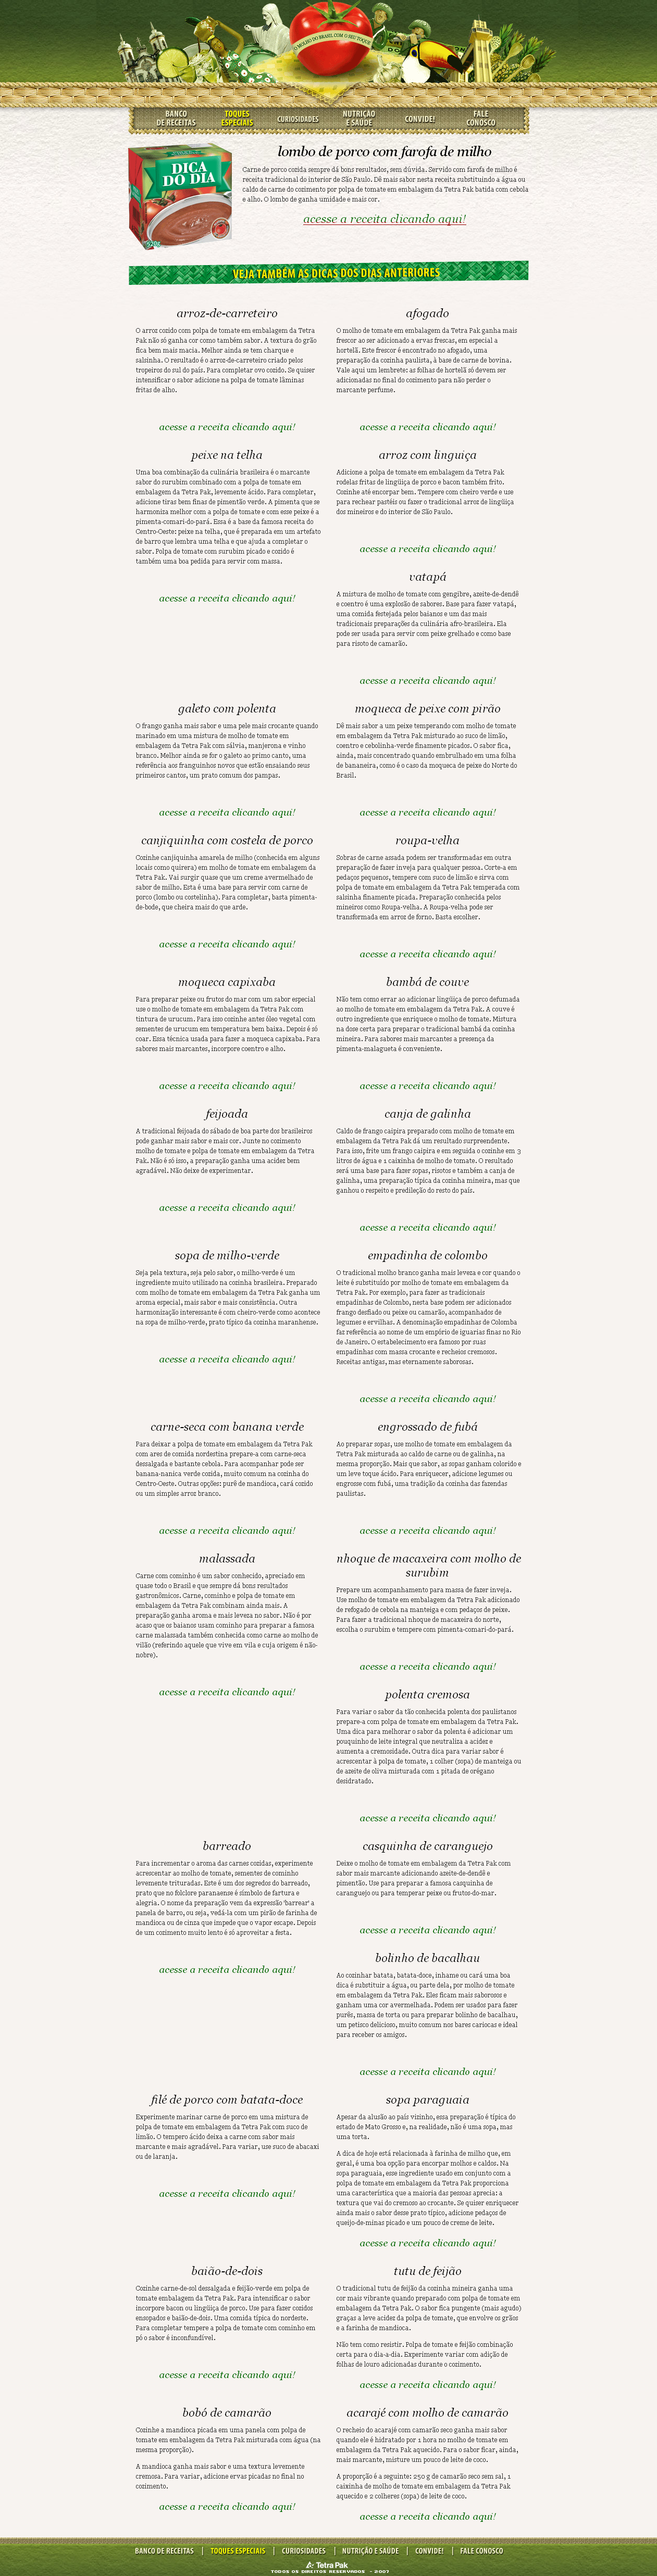 O MOLHO DO BRASIL COM O SEU TOQUE
BANCO
DE RECEITAS
TOQUES
ESPECIAIS
CURIOSIDADES
NUTRIÇÃO
E SAÚDE
CONVIDE!
FALE
CONOSCO
DICA
DO DIA
lombo de porco com farofa de milho
Carne de porco cozida sempre dá bons resultados, sem dúvida. Servido com farofa de milho é
receita tradicional do interior de São Paulo. Dê mais sabor nesta receita substituindo a água ou
caldo de carne do cozimento por polpa de tomate em embalagem da Tetra Pak batida com cebola
e alho. O lombo de ganha umidade e mais cor.
acesse a receita clicando aqui!
VEJA TAMBÉM AS DICAS DOS DIAS ANTERIORES
arroz-de-carreteiro
O arroz cozido com polpa de tomate em embalagem da Tetra
Pak não só ganha cor como também sabor. A textura do grão
fica bem mais macia. Melhor ainda se tem charque e
salsinha. O resultado é o arroz-de-carreteiro criado pelos
tropeiros do sul do país. Para completar ovo cozido. Se quiser
intensificar o sabor adicione na polpa de tomate lâminas
fritas de alho.
acesse a receita clicando aqui!
afogado
O molho de tomate em embalagem da Tetra Pak ganha mais
frescor ao ser adicionado a ervas frescas, em especial a
hortelã. Este frescor é encontrado no afogado, uma
preparação da cozinha paulista, à base de carne de bovina.
Vale aqui um lembrete: as folhas de hortelã só devem ser
adicionadas no final do cozimento para não perder o
marcante perfume.
acesse a receita clicando aqui!
peixe na telha
Uma boa combinação da culinária brasileira é o marcante
sabor do surubim combinado com a polpa de tomate em
embalagem da Tetra Pak, levemente ácido. Para completar,
adicione tiras bem finas de pimentão verde. A pimenta que se
harmoniza melhor com a polpa de tomate e com esse peixe é a
pimenta-comari-do-pará. Essa é a base da famosa receita do
Centro-Oeste: peixe na telha, que é preparada em um artefato
de barro que lembra uma telha e que ajuda a completar o
sabor. Polpa de tomate com surubim picado e cozido é
também uma boa pedida para servir com massa.
acesse a receita clicando aqui!
arroz com linguiça
Adicione a polpa de tomate em embalagem da Tetra Pak
rodelas fritas de lingüiça de porco e bacon também frito.
Cozinhe até encorpar bem. Tempere com cheiro verde e use
para rechear pastéis ou fazer o tradicional arroz de lingüiça
dos mineiros e do interior de São Paulo.
acesse a receita clicando aqui!
vatapá
A mistura de molho de tomate com gengibre, azeite-de-dendê
e coentro é uma explosão de sabores. Base para fazer vatapá,
uma comida festejada pelos baianos e um das mais
tradicionais preparações da culinária afro-brasileira. Ela
pode ser usada para servir com peixe grelhado e como base
para risoto de camarão.
acesse a receita clicando aqui!
galeto com polenta
O frango ganha mais sabor e uma pele mais crocante quando
marinado em uma mistura de molho de tomate em
embalagem da Tetra Pak com sálvia, manjerona e vinho
branco. Melhor ainda se for o galeto ao primo canto, uma
referência aos franguinhos novos que estão ensaiando seus
primeiros cantos, um prato comum dos pampas.
acesse a receita clicando aqui!
moqueca de peixe com pirão
Dê mais sabor a um peixe temperando com molho de tomate
em embalagem da Tetra Pak misturado ao suco de limão,
coentro e cebolinha-verde finamente picados. O sabor fica,
ainda, mais concentrado quando embrulhado em uma folha
de bananeira, como é o caso da moqueca de peixe do Norte do
Brasil.
acesse a receita clicando aqui!
canjiquinha com costela de porco
Cozinhe canjiquinha amarela de milho (conhecida em alguns
locais como quirera) em molho de tomate em embalagem da
Tetra Pak. Vai surgir quase que um creme avermelhado de
sabor de milho. Esta é uma base para servir com carne de
porco (lombo ou costelinha). Para completar, basta pimenta-
de-bode, que cheira mais do que arde.
acesse a receita clicando aqui!
roupa-velha
Sobras de carne assada podem ser transformadas em outra
preparação de fazer inveja para qualquer pessoa. Corte-a em
pedaços pequenos, tempere com suco de limão e sirva com
polpa de tomate em embalagem da Tetra Pak temperada com
salsinha finamente picada. Preparação conhecida pelos
mineiros como Roupa-velha. A Roupa-velha pode ser
transformada em arroz de forno. Basta escolher.
acesse a receita clicando aqui!
moqueca capixaba
Para preparar peixe ou frutos do mar com um sabor especial
use o molho de tomate em embalagem da Tetra Pak com
tintura de urucum. Para isso cozinhe antes óleo vegetal com
sementes de urucum em temperatura bem baixa. Depois é só
coar. Essa técnica usada para fazer a moqueca capixaba. Para
sabores mais marcantes, incorpore coentro e alho.
acesse a receita clicando aqui!
bambá de couve
Não tem como errar ao adicionar lingüiça de porco defumada
ao molho de tomate em embalagem da Tetra Pak. A couve é
outro ingrediente que enriquece o molho de tomate. Mistura
na dose certa para preparar o tradicional bambá da cozinha
mineira. Para sabores mais marcantes a presença da
pimenta-malagueta é conveniente.
acesse a receita clicando aqui!
feijoada
A tradicional feijoada do sábado de boa parte dos brasileiros
pode ganhar mais sabor e mais cor. Junte no cozimento
molho de tomate e polpa de tomate em embalagem da Tetra
Pak. Não é só isso, a preparação ganha uma acidez bem
agradável. Não deixe de experimentar.
acesse a receita clicando aqui!
canja de galinha
Caldo de frango caipira preparado com molho de tomate em
embalagem da Tetra Pak dá um resultado surpreendente.
Para isso, frite um frango caipira e em seguida o cozinhe em 3
litros de água e 1 caixinha de molho de tomate. O resultado
será uma base para fazer sopas, risotos e também a canja de
galinha, uma preparação típica da cozinha mineira, mas que
ganhou o respeito e predileção do resto do país.
acesse a receita clicando aqui!
sopa de milho-verde
Seja pela textura, seja pelo sabor, o milho-verde é um
ingrediente muito utilizado na cozinha brasileira. Preparado
com molho de tomate em embalagem da Tetra Pak ganha um
aroma especial, mais sabor e mais consistência. Outra
harmonização interessante é com cheiro-verde como acontece
na sopa de milho-verde, prato típico da cozinha maranhense.
acesse a receita clicando aqui!
empadinha de colombo
O tradicional molho branco ganha mais leveza e cor quando o
leite é substituído por molho de tomate em embalagem da
Tetra Pak. Por exemplo, para fazer as tradicionais
empadinhas de Colombo, nesta base podem ser adicionados
frango desfiado ou peixe ou camarão, acompanhados de
legumes e ervilhas. A denominação empadinhas de Colomba
faz referência ao nome de um empório de iguarias finas no Rio
de Janeiro. O estabelecimento era famoso por suas
empadinhas com massa crocante e recheios cremosos.
Receitas antigas, mas eternamente saborosas.
acesse a receita clicando aqui!
carne-seca com banana verde
Para deixar a polpa de tomate em embalagem da Tetra Pak
com ares de comida nordestina prepare-a com carne-seca
dessalgada e bastante cebola. Para acompanhar pode ser
banana-nanica verde cozida, muito comum na cozinha do
Centro-Oeste. Outras opções: purê de mandioca, cará cozido
ou um simples arroz branco.
acesse a receita clicando aqui!
engrossado de fubá
Ao preparar sopas, use molho de tomate em embalagem da
Tetra Pak misturada ao caldo de carne ou de galinha, na
mesma proporção. Mais que sabor, as sopas ganham colorido e
um leve toque ácido. Para enriquecer, adicione legumes ou
engrosse com fubá, uma tradição da cozinha das fazendas
paulistas.
acesse a receita clicando aqui!
malassada
Carne com cominho é um sabor conhecido, apreciado em
quase todo o Brasil e que sempre dá bons resultados
gastronômicos. Carne, cominho e polpa de tomate em
embalagem da Tetra Pak combinam ainda mais. A
preparação ganha aroma e mais leveza no sabor. Não é por
acaso que os baianos usam cominho para preparar a famosa
carne malassada também conhecida como carne ao molho de
vilão (referindo aquele que vive em vila e cuja origem é não-
nobre).
acesse a receita clicando aqui!
nhoque de macaxeira com molho de
surubim
Prepare um acompanhamento para massa de fazer inveja.
Use molho de tomate em embalagem da Tetra Pak adicionado
de refogado de cebola na manteiga e com pedaços de peixe.
Para fazer a tradicional nhoque de macaxeira do norte,
escolha o surubim e tempere com pimenta-comari-do-pará.
acesse a receita clicando aqui!
polenta cremosa
Para variar o sabor da tão conhecida polenta dos paulistanos
prepare-a com polpa de tomate em embalagem da Tetra Pak.
Uma dica para melhorar o sabor da polenta é adicionar um
pouquinho de leite integral que neutraliza a acidez e
aumenta a cremosidade. Outra dica para variar sabor é
acrescentar à polpa de tomate, 1 colher (sopa) de manteiga ou
de azeite de oliva misturada com 1 pitada de orégano
desidratado.
acesse a receita clicando aqui!
barreado
Para incrementar o aroma das carnes cozidas, experimente
acrescentar ao molho de tomate, sementes de cominho
levemente trituradas. Este é um dos segredos do barreado,
prato que no folclore paranaense é símbolo de fartura e
alegria. O nome da preparação vem da expressão 'barrear' a
panela de barro, ou seja, vedá-la com um pirão de farinha de
mandioca ou de cinza que impede que o vapor escape. Depois
de um cozimento muito lento é só aproveitar a festa.
acesse a receita clicando aqui!
casquinha de caranguejo
Deixe o molho de tomate em embalagem da Tetra Pak com
sabor mais marcante adicionando azeite-de-dendê e
pimentão. Use para preparar a famosa casquinha de
caranguejo ou para temperar peixe ou frutos-do-mar.
acesse a receita clicando aqui!
bolinho de bacalhau
Ao cozinhar batata, batata-doce, inhame ou cará uma boa
dica é substituir a água, ou parte dela, por molho de tomate
em embalagem da Tetra Pak. Eles ficam mais saborosos e
ganham uma cor avermelhada. Podem ser usados para fazer
purês, massa de torta ou para preparar bolinho de bacalhau,
um petisco delicioso, muito comum nos bares cariocas e ideal
para receber os amigos.
acesse a receita clicando aqui!
filé de porco com batata-doce
Experimente marinar carne de porco em uma mistura de
polpa de tomate em embalagem da Tetra Pak com suco de
limão. O tempero ácido deixa a carne com sabor mais
marcante e mais agradável. Para variar, use suco de abacaxi
ou de laranja.
acesse a receita clicando aqui!
sopa paraguaia
Apesar da alusão ao país vizinho, essa preparação é típica do
estado de Mato Grosso e, na realidade, não é uma sopa, mas
uma torta.
A dica de hoje está relacionada à farinha de milho que, em
geral, é uma boa opção para encorpar molhos e caldos. Na
sopa paraguaia, esse ingrediente usado em conjunto com a
polpa de tomate em embalagem da Tetra Pak proporciona
uma característica que a maioria das pessoas aprecia: a
textura que vai do cremoso ao crocante. Se quiser enriquecer
ainda mais o sabor desse prato típico, adicione pedaços de
queijo-de-minas picado e um pouco de creme de leite.
acesse a receita clicando aqui!
baião-de-dois
Cozinhe carne-de-sol dessalgada e feijão-verde em polpa de
tomate embalagem da Tetra Pak. Para intensificar o sabor
incorpore bacon ou lingüiça de porco. Use para fazer cozidos
ensopados e baião-de-dois. Uma comida típica do nordeste.
Para completar tempere a polpa de tomate com cominho em
pó o sabor é inconfundível.
acesse a receita clicando aqui!
tutu de feijão
O tradicional tutu de feijão da cozinha mineira ganha uma
cor mais vibrante quando preparado com polpa de tomate em
embalagem da Tetra Pak. O sabor fica pungente (mais agudo)
graças a leve acidez da polpa de tomate, que envolve os grãos
e a farinha de mandioca.
Não tem como resistir. Polpa de tomate e feijão combinação
certa para o dia-a-dia. Experimente variar com adição de
folhas de louro adicionadas durante o cozimento.
acesse a receita clicando aqui!
bobó de camarão
Cozinhe a mandioca picada em uma panela com polpa de
tomate em embalagem da Tetra Pak misturada com água (na
mesma proporção).
A mandioca ganha mais sabor e uma textura levemente
cremosa. Para variar, adicione ervas picadas no final no
cozimento.
acesse a receita clicando aqui!
acarajé com molho de camarão
O recheio do acarajé com camarão seco ganha mais sabor
quando ele é hidratado por 1 hora no molho de tomate em
embalagem da Tetra Pak aquecido. Para o sabor ficar, ainda,
mais marcante, misture um pouco de leite de coco.
A proporção é a seguinte: 250 g de camarão seco sem sal, 1
caixinha de molho de tomate em embalagem da Tetra Pak
aquecido e 2 colheres (sopa) de leite de coco.
acesse a receita clicando aqui!
BANCO DE RECEITAS | TOQUES ESPECIAIS | CURIOSIDADES | NUTRIÇÃO E SAÚDE | CONVIDE! | FALE CONOSCO
Tetra Pak
TODOS OS DIREITOS RESERVADOS - 2007